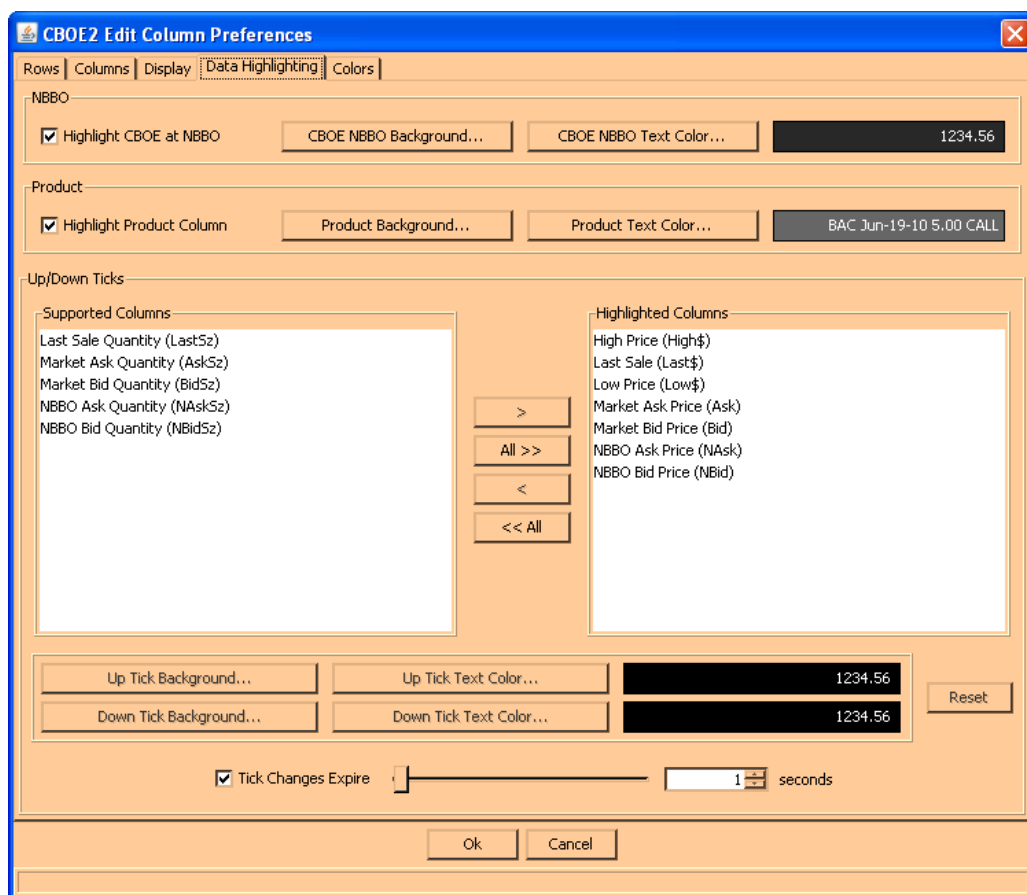 CBOE2 Edit Column Preferences
Rows Columns Display Data Highlighting Colors
NBBO
Highlight CBOE at NBBO CBOE NBBO Background... CBOE NBBO Text Color... 1234.56
Product
Highlight Product Column Product Background... Product Text Color... BAC Jun-19-10 5.00 CALL
Up/Down Ticks
Supported Columns
Last Sale Quantity (LastSz)
Market Ask Quantity (AskSz)
Market Bid Quantity (BidSz)
NBBO Ask Quantity (NAskSz)
NBBO Bid Quantity (NBidSz)
>
All >>
<
<< All
Highlighted Columns
High Price (High$)
Last Sale (Last$)
Low Price (Low$)
Market Ask Price (Ask)
Market Bid Price (Bid)
NBBO Ask Price (NAsk)
NBBO Bid Price (NBid)
Up Tick Background... Up Tick Text Color... 1234.56
Down Tick Background... Down Tick Text Color... 1234.56
Reset
Tick Changes Expire 1 seconds
Ok Cancel